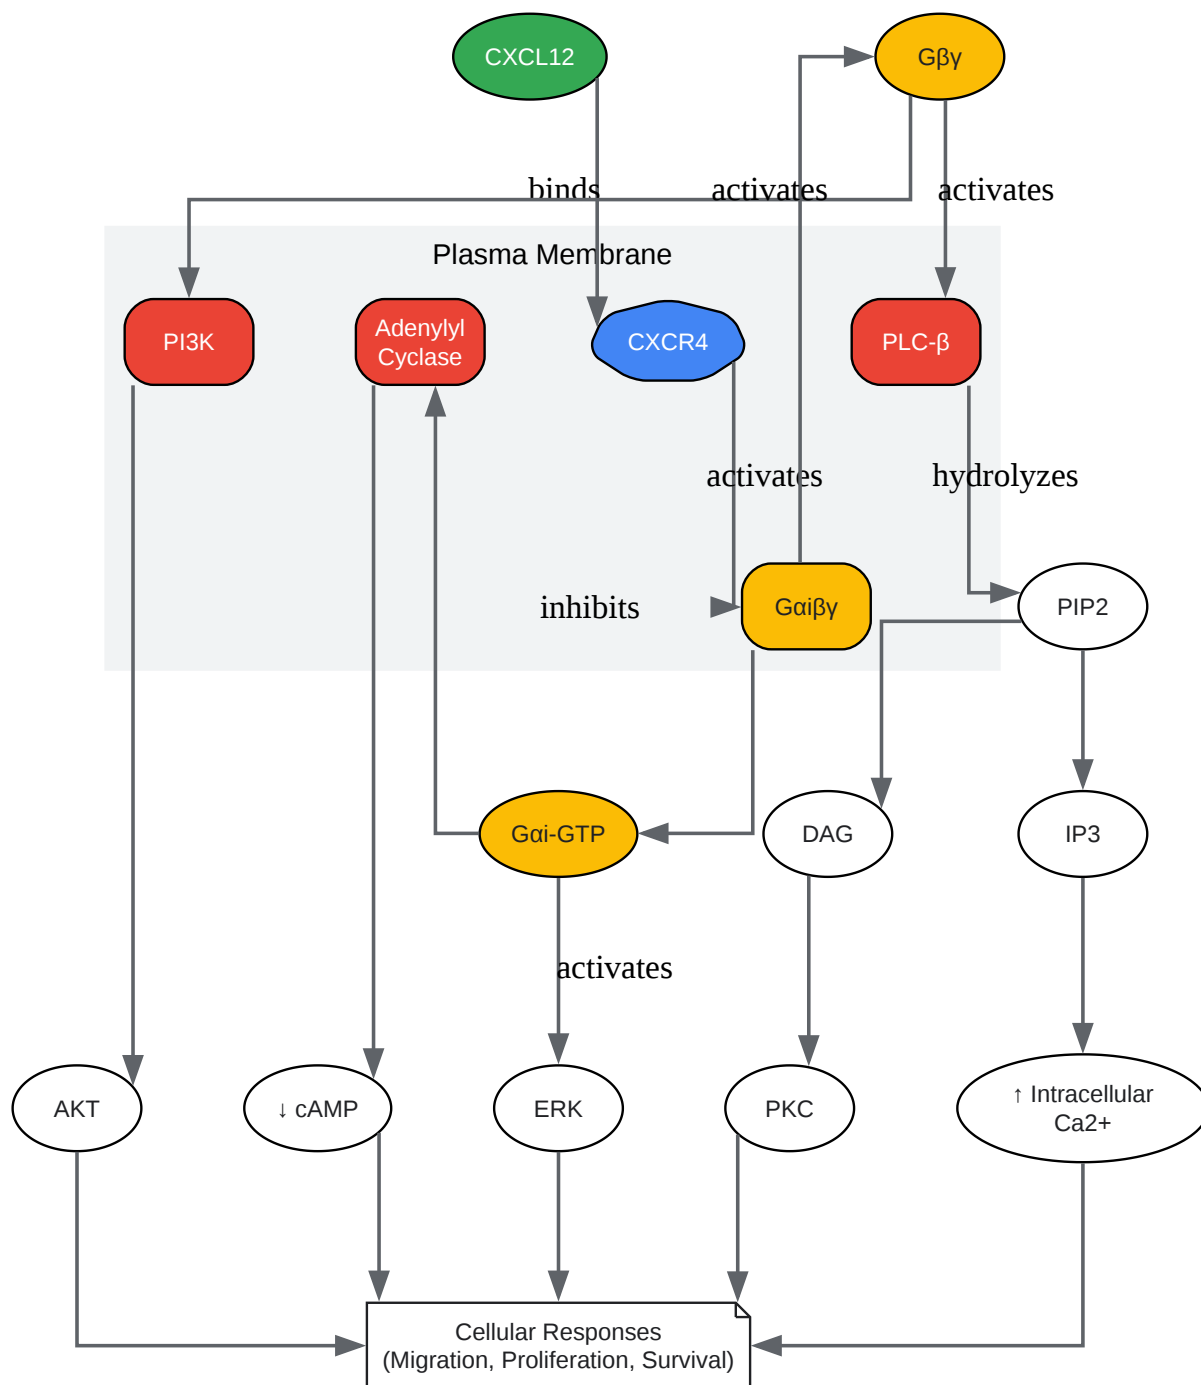 CXCL12
Gβγ
binds
activates
activates
Plasma Membrane
PI3K
Adenylyl
Cyclase
CXCR4
PLC-β
activates
hydrolyzes
inhibits
Gαiβγ
PIP2
Gαi-GTP
DAG
IP3
activates
AKT
↓ cAMP
ERK
PKC
↑ Intracellular
Ca2+
Cellular Responses
(Migration, Proliferation, Survival)